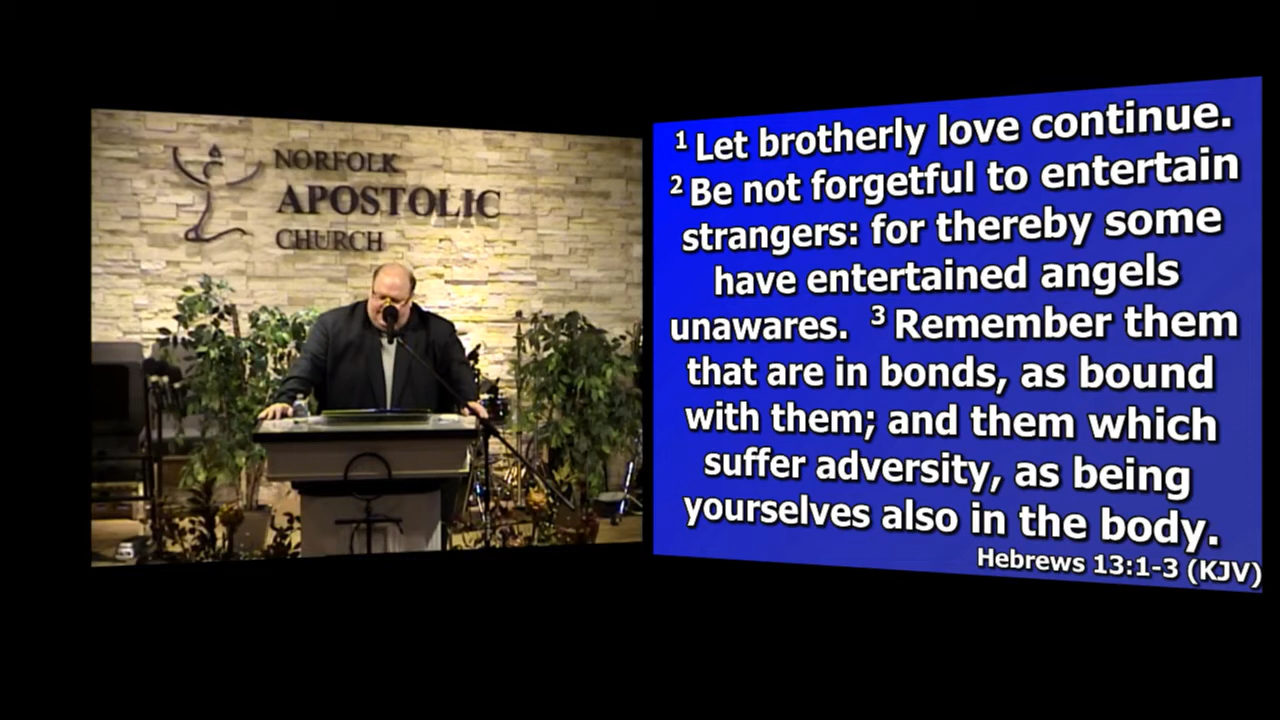 NORFOLK
APOSTOLIC
CHURCH
1 Let brotherly love continue.
2 Be not forgetful to entertain
strangers: for thereby some
have entertained angels
unawares. 3 Remember them
that are in bonds, as bound
with them; and them which
suffer adversity, as being
yourselves also in the body.
Hebrews 13:1-3 (KJV)